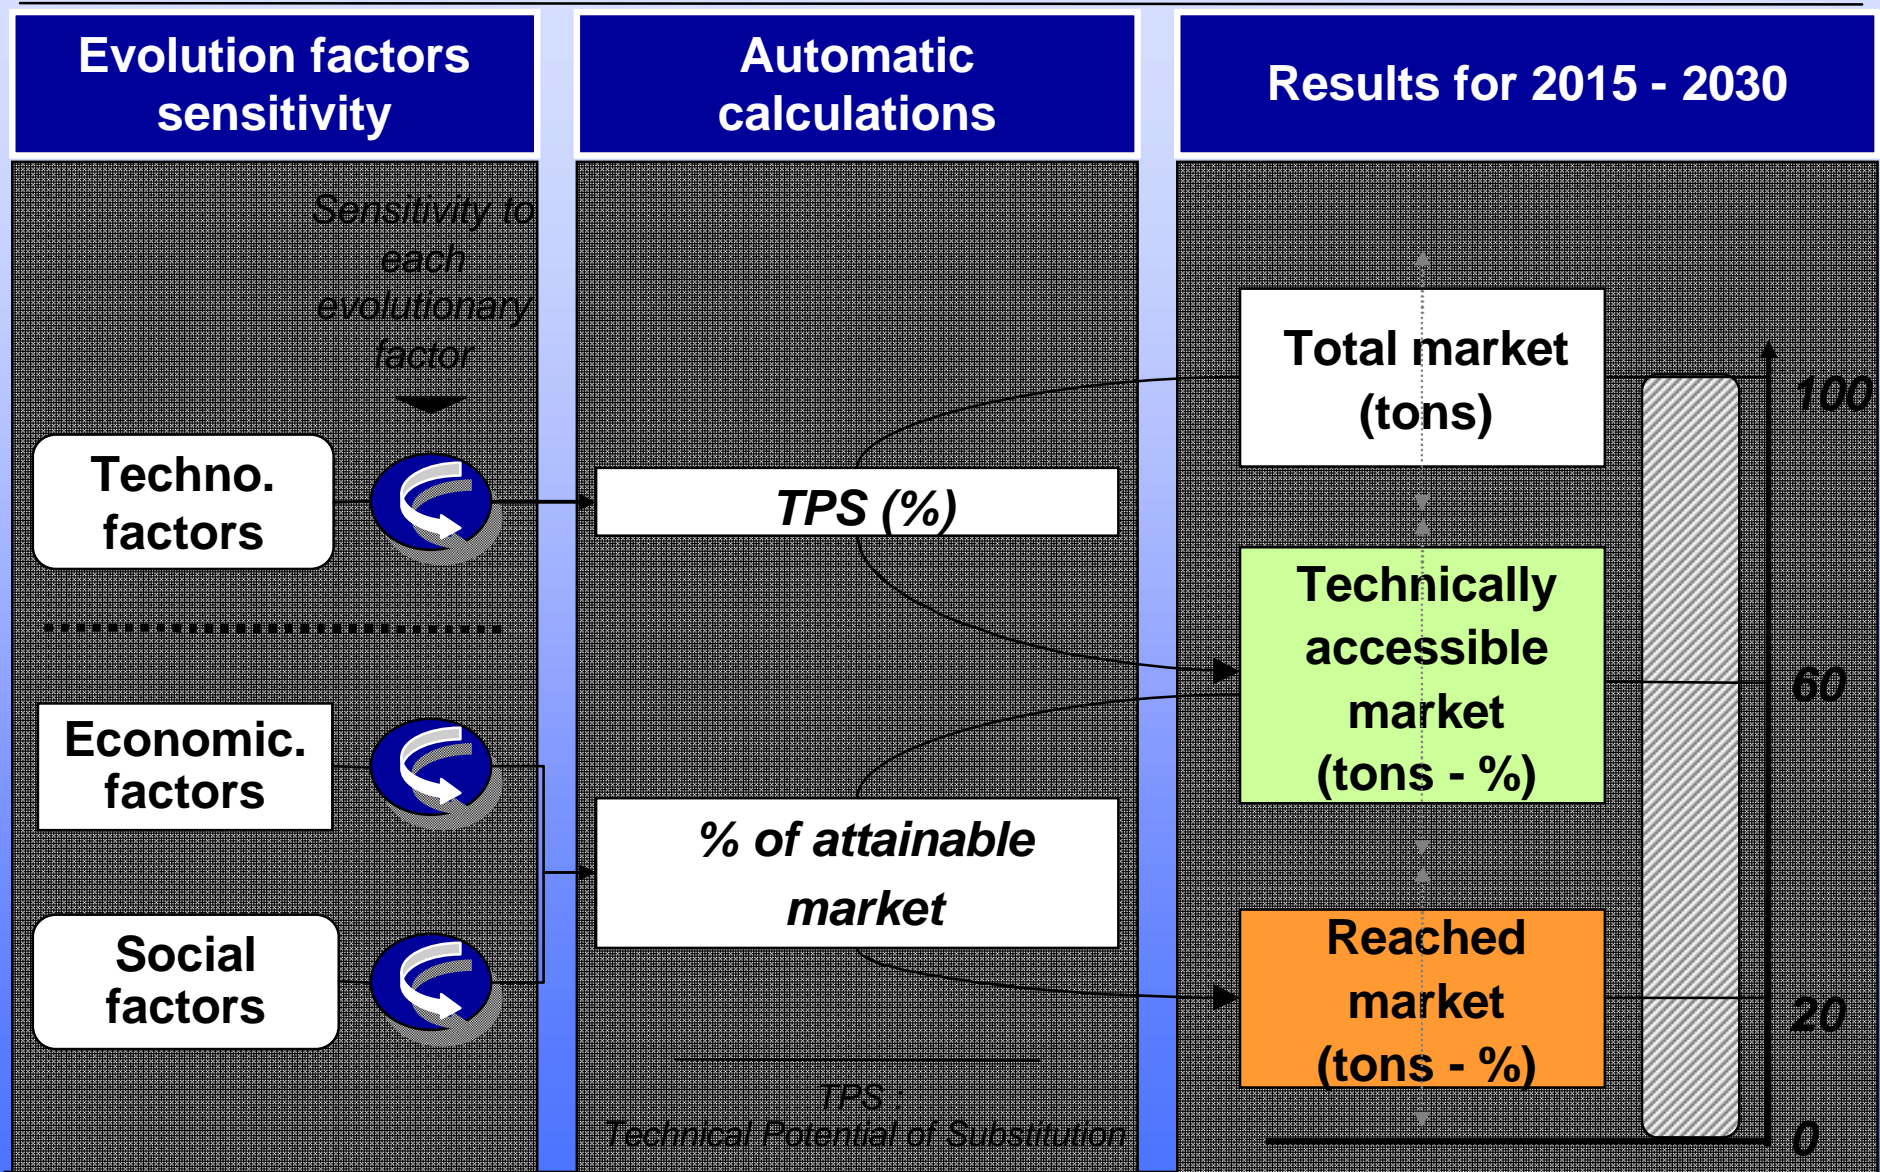 Evolution factors
sensitivity
Automatic
calculations
Results for 2015 - 2030
Sensitivity to
each
evolutionary
factor
Techno.
factors
Economic.
factors
Social
factors
TPS (%)
% of attainable
market
TPS :
Technical Potential of Substitution
Total market
(tons)
Technically
accessible
market
(tons - %)
Reached
market
(tons - %)
100
60
20
0